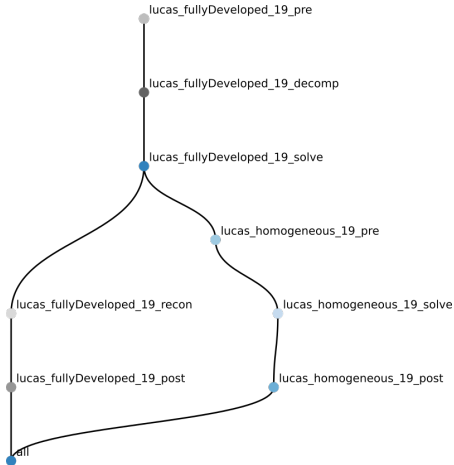 lucas_fullyDeveloped_19_pre
lucas_fullyDeveloped_19_decomp
lucas_fullyDeveloped_19_solve
lucas_homogeneous_19_pre
lucas_fullyDeveloped_19_recon
lucas_homogeneous_19_solve
lucas_fullyDeveloped_19_post
lucas_homogeneous_19_post
all